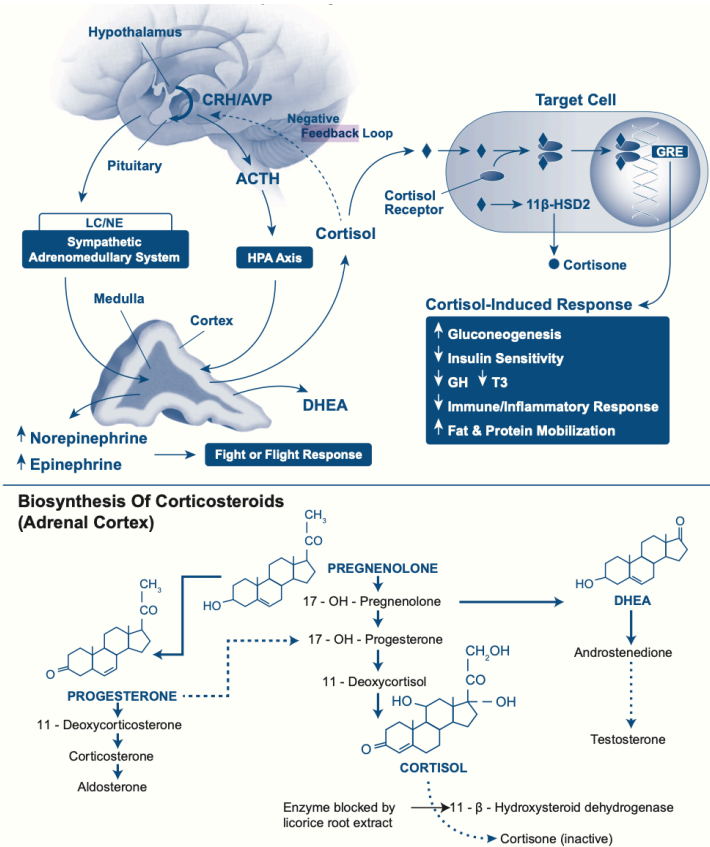 Hypothalamus
CRH/AVP
Negative
Feedback Loop
Pituitary
ACTH
LC/NE
Sympathetic
Adrenomedullary System
HPA Axis
Cortisol
Medulla
Cortex
DHEA
Norepinephrine
Epinephrine
Fight or Flight Response
Target Cell
GRE
Cortisol
Receptor
11β-HSD2
Cortisone
Cortisol-Induced Response
Gluconeogenesis
Insulin Sensitivity
GH T3
Immune/Inflammatory Response
Fat & Protein Mobilization
Biosynthesis Of Corticosteroids
(Adrenal Cortex)
CH3
CO
HO
PREGNENOLONE
17 - OH - Pregnenolone
17 - OH - Progesterone
11 - Deoxycortisol
CH3
CO
O
PROGESTERONE
11 - Deoxycorticosterone
Corticosterone
Aldosterone
CH2OH
CO
HO
OH
O
CORTISOL
O
HO
DHEA
Androstenedione
Testosterone
Enzyme blocked by
licorice root extract
11 - β - Hydroxysteroid dehydrogenase
Cortisone (inactive)